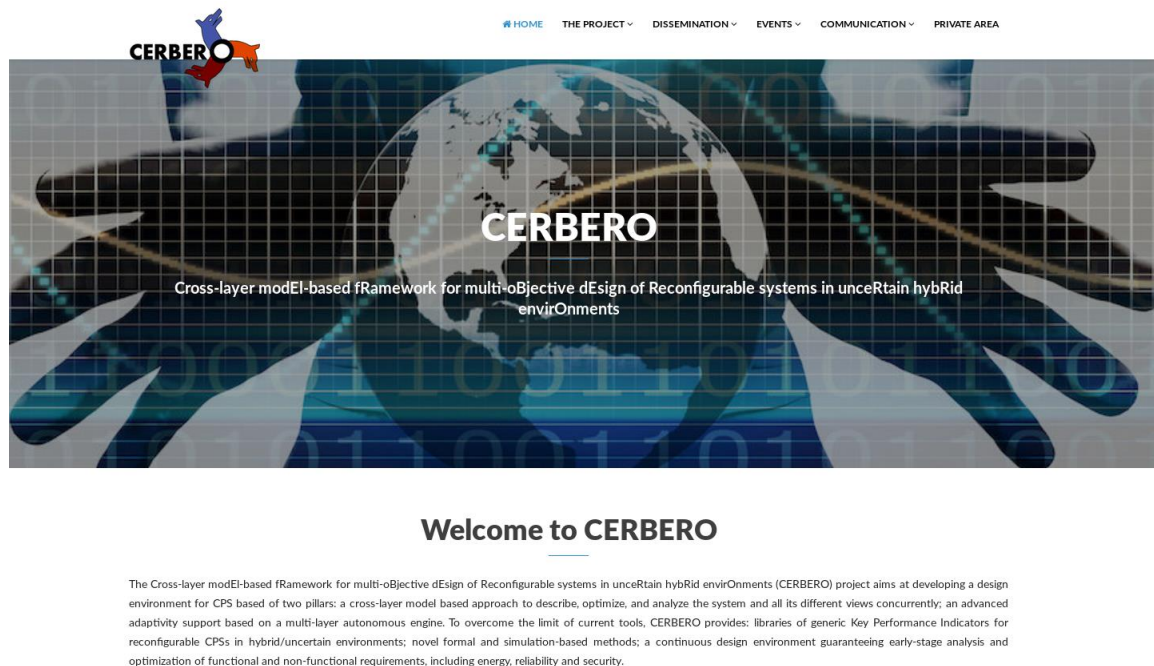 CERBERO
HOME THE PROJECT DISSEMINATION EVENTS COMMUNICATION PRIVATE AREA
CERBERO
Cross-layer modEl-based fRamework for multi-oBjective dEsign of Reconfigurable systems in unceRtain hybRid
envirOnments
Welcome to CERBERO
The Cross-layer modEl-based fRamework for multi-oBjective dEsign of Reconfigurable systems in unceRtain hybRid envirOnments (CERBERO) project aims at developing a design
environment for CPS based of two pillars: a cross-layer model based approach to describe, optimize, and analyze the system and all its different views concurrently; an advanced
adaptivity support based on a multi-layer autonomous engine. To overcome the limit of current tools, CERBERO provides: libraries of generic Key Performance Indicators for
reconfigurable CPSs in hybrid/uncertain environments; novel formal and simulation-based methods; a continuous design environment guaranteeing early-stage analysis and
optimization of functional and non-functional requirements, including energy, reliability and security.